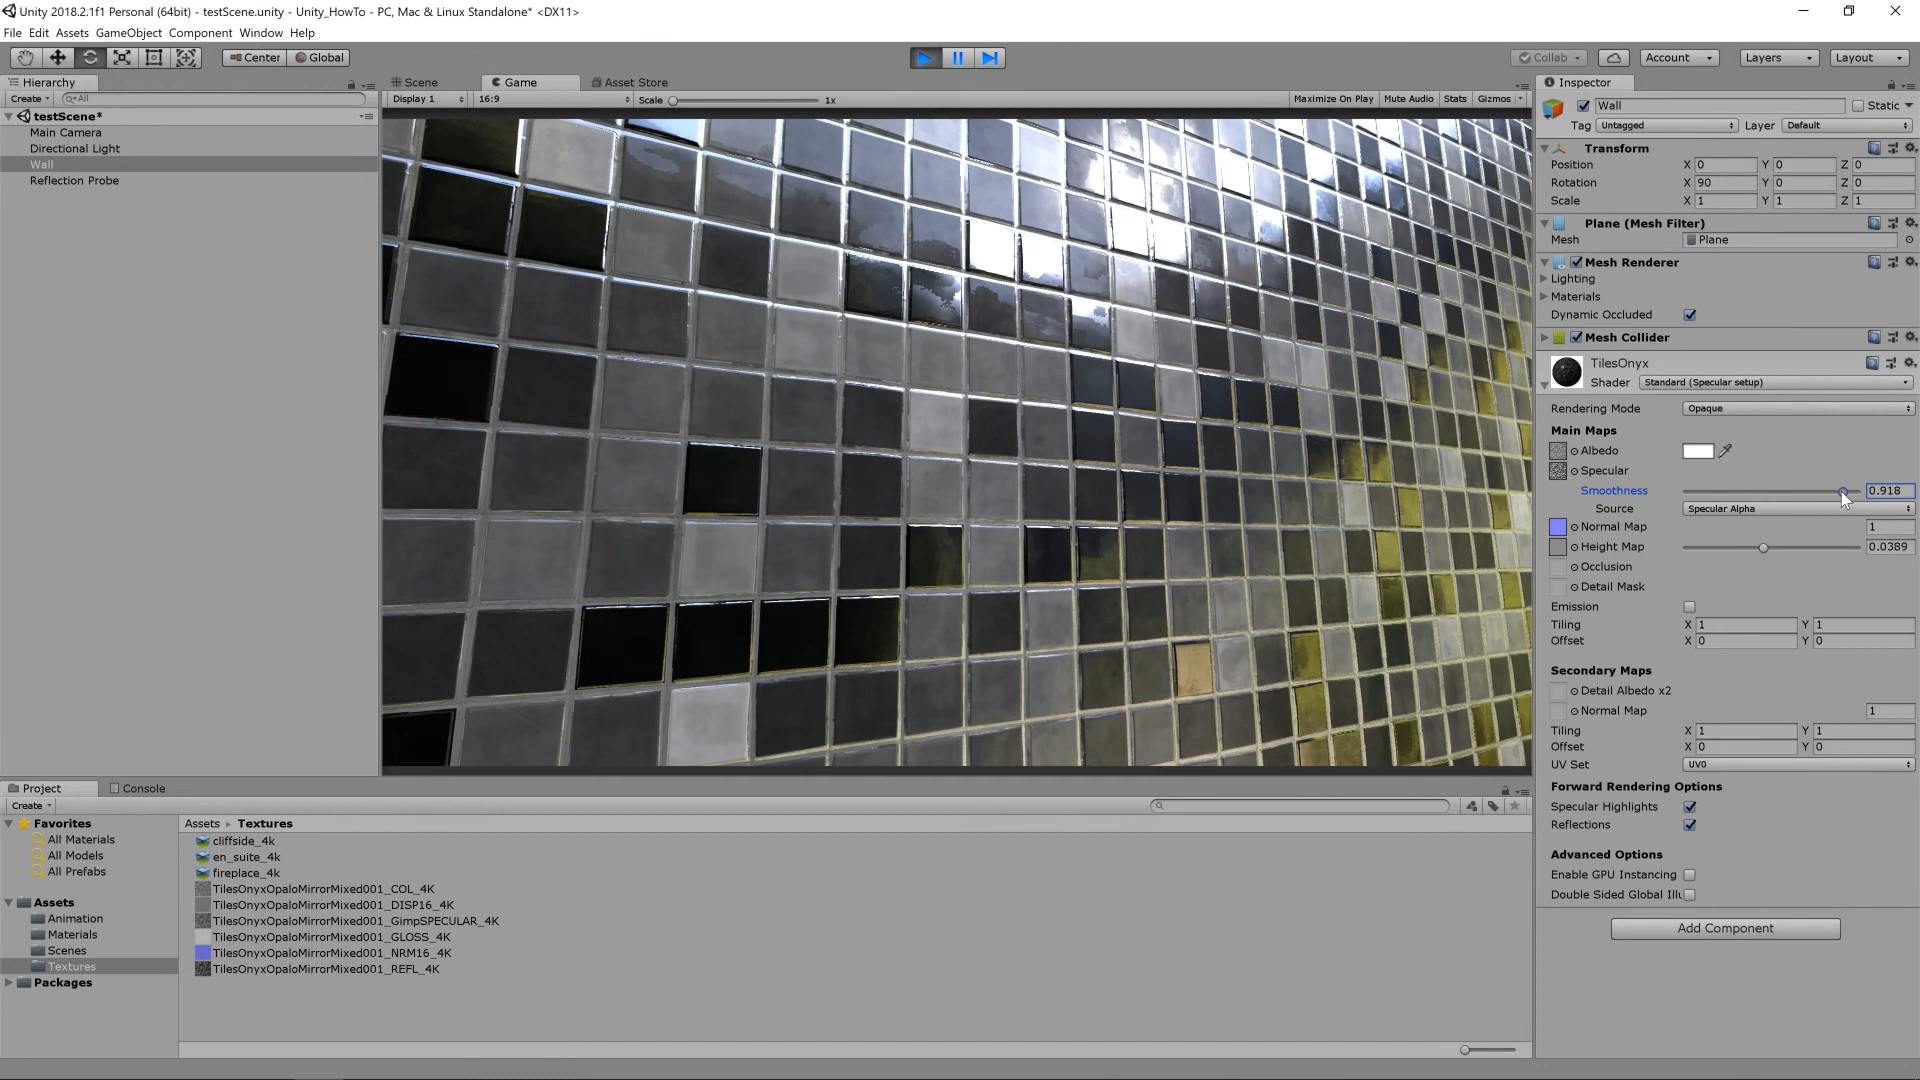 Unity 2018.2.1f1 Personal (64bit) - testScene.unity - Unity_HowTo - PC, Mac & Linux Standalone* <DX11>
File Edit Assets GameObject Component Window Help
Center Global Collab Account Layers Layout
Hierarchy
Create All
testScene*
Main Camera
Directional Light
Wall
Reflection Probe
Scene Game Asset Store
Display 1 16:9 Scale 1x Maximize On Play Mute Audio Stats Gizmos
Inspector
Wall Static
Tag Untagged Layer Default
Transform
Position X 0 Y 0 Z 0
Rotation X 90 Y 0 Z 0
Scale X 1 Y 1 Z 1
Plane (Mesh Filter)
Mesh Plane
Mesh Renderer
Lighting
Materials
Dynamic Occluded
Mesh Collider
TilesOnyx
Shader Standard (Specular setup)
Rendering Mode Opaque
Main Maps
Albedo
Specular
Smoothness 0.918
Source Specular Alpha
Normal Map 1
Height Map 0.0389
Occlusion
Detail Mask
Emission
Tiling X 1 Y 1
Offset X 0 Y 0
Secondary Maps
Detail Albedo x2
Normal Map 1
Tiling X 1 Y 1
Offset X 0 Y 0
UV Set UV0
Forward Rendering Options
Specular Highlights
Reflections
Advanced Options
Enable GPU Instancing
Double Sided Global Ill
Add Component
Project Console
Create
Favorites
All Materials
All Models
All Prefabs
Assets
Animation
Materials
Scenes
Textures
Packages
Assets Textures
cliffside_4k
en_suite_4k
fireplace_4k
TilesOnyxOpaloMirrorMixed001_COL_4K
TilesOnyxOpaloMirrorMixed001_DISP16_4K
TilesOnyxOpaloMirrorMixed001_GimpSPECULAR_4K
TilesOnyxOpaloMirrorMixed001_GLOSS_4K
TilesOnyxOpaloMirrorMixed001_NRM16_4K
TilesOnyxOpaloMirrorMixed001_REFL_4K